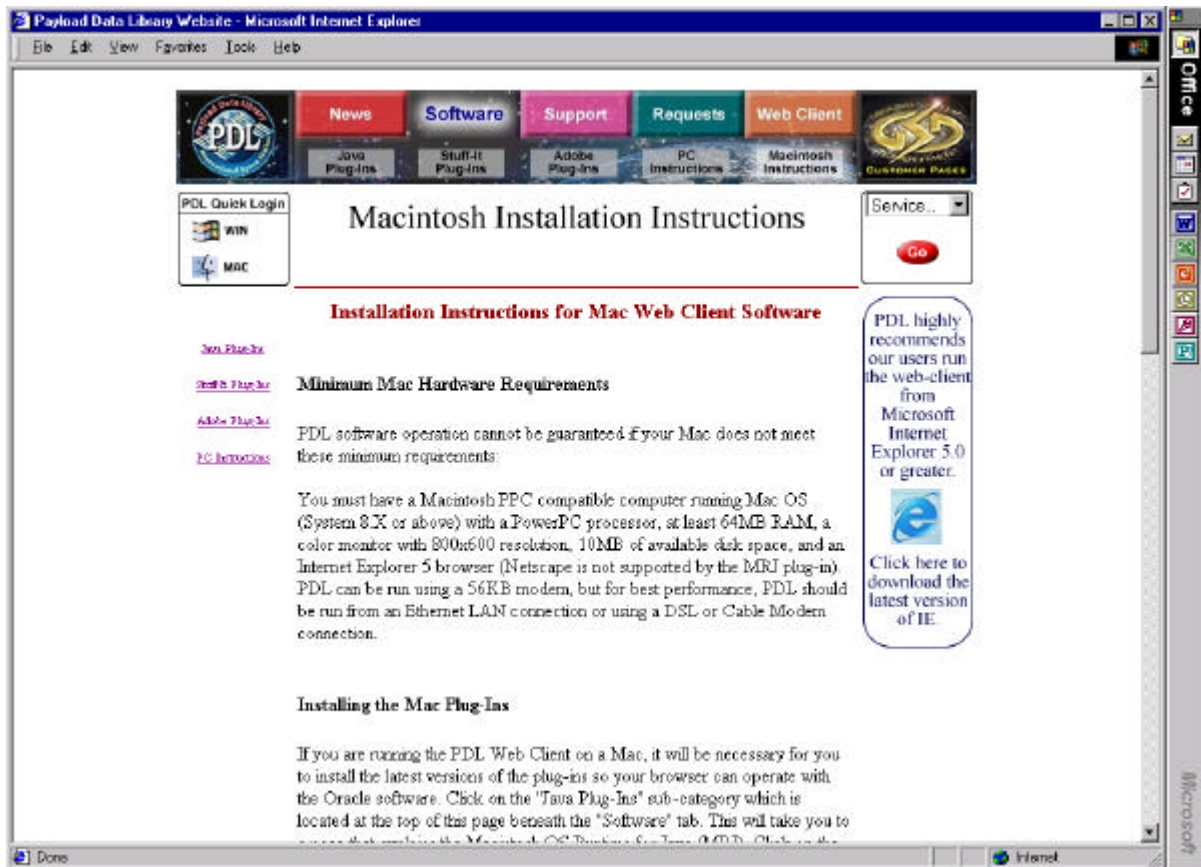 Payload Data Library Website - Microsoft Internet Explorer
File Edit View Favorites Tools Help
Office
PDL
News Software Support Requests Web Client
Java Plug-Ins
Stuff-It Plug-Ins
Adobe Plug-Ins
PC Instructions
Macintosh Instructions
CUSTOMER PAGES
PDL Quick Login
WIN
MAC
Macintosh Installation Instructions
Service..
Go
Installation Instructions for Mac Web Client Software
Java Plug-Ins
Stuff-It Plug-Ins
Adobe Plug-Ins
PC Instructions
Minimum Mac Hardware Requirements
PDL software operation cannot be guaranteed if your Mac does not meet
these minimum requirements:
You must have a Macintosh PPC compatible computer running Mac OS
(System 8.X or above) with a PowerPC processor, at least 64MB RAM, a
color monitor with 800x600 resolution, 10MB of available disk space, and an
Internet Explorer 5 browser (Netscape is not supported by the MRJ plug-in).
PDL can be run using a 56KB modem, but for best performance, PDL should
be run from an Ethernet LAN connection or using a DSL or Cable Modem
connection.
PDL highly
recommends
our users run
the web-client
from
Microsoft
Internet
Explorer 5.0
or greater.
Click here to
download the
latest version
of IE.
Installing the Mac Plug-Ins
If you are running the PDL Web Client on a Mac, it will be necessary for you
to install the latest versions of the plug-ins so your browser can operate with
the Oracle software. Click on the "Java Plug-Ins" sub-category which is
located at the top of this page beneath the "Software" tab. This will take you to
Done
Internet
Microsoft